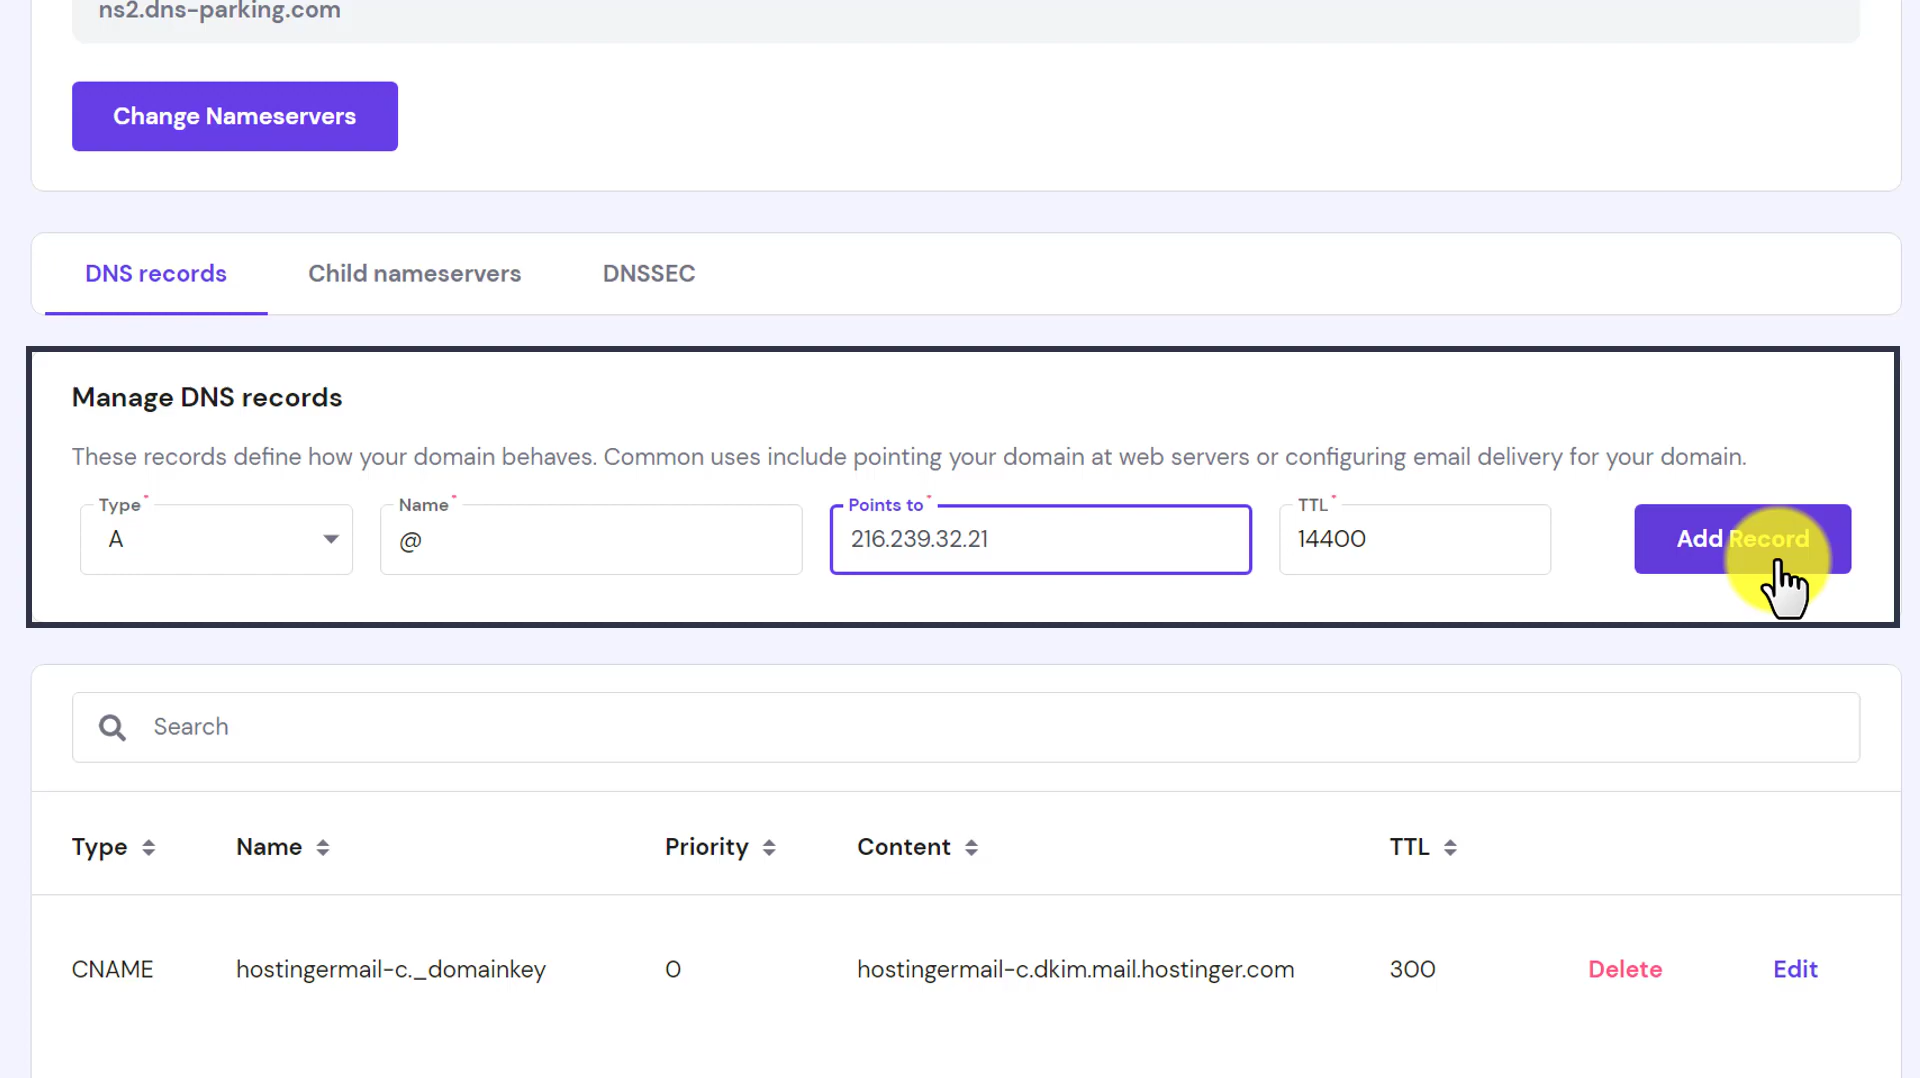 ns2.dns-parking.com
Change Nameservers
DNS records Child nameservers DNSSEC
Manage DNS records
These records define how your domain behaves. Common uses include pointing your domain at web servers or configuring email delivery for your domain.
Type* Name* Points to* TTL*
A @ 216.239.32.21 14400 Add Record
Search
Type Name Priority Content TTL
CNAME hostingermail-c._domainkey 0 hostingermail-c.dkim.mail.hostinger.com 300 Delete Edit